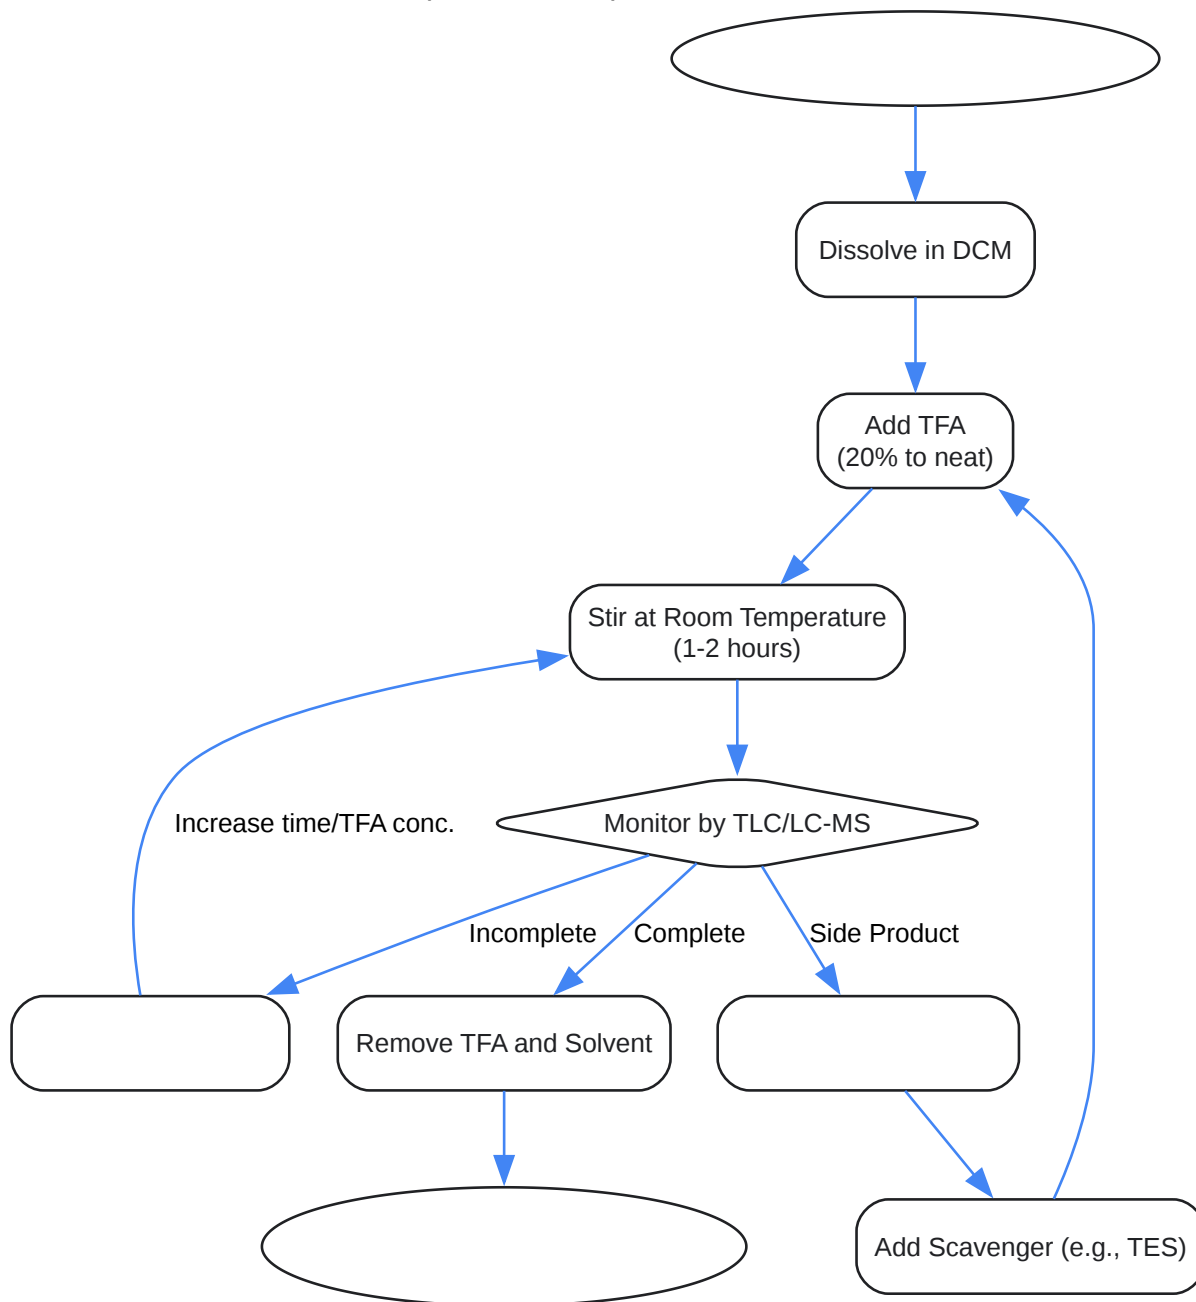 Dissolve in DCM
Add TFA
(20% to neat)
Stir at Room Temperature
(1-2 hours)
Increase time/TFA conc.
Monitor by TLC/LC-MS
Incomplete
Complete
Side Product
Remove TFA and Solvent
Add Scavenger (e.g., TES)